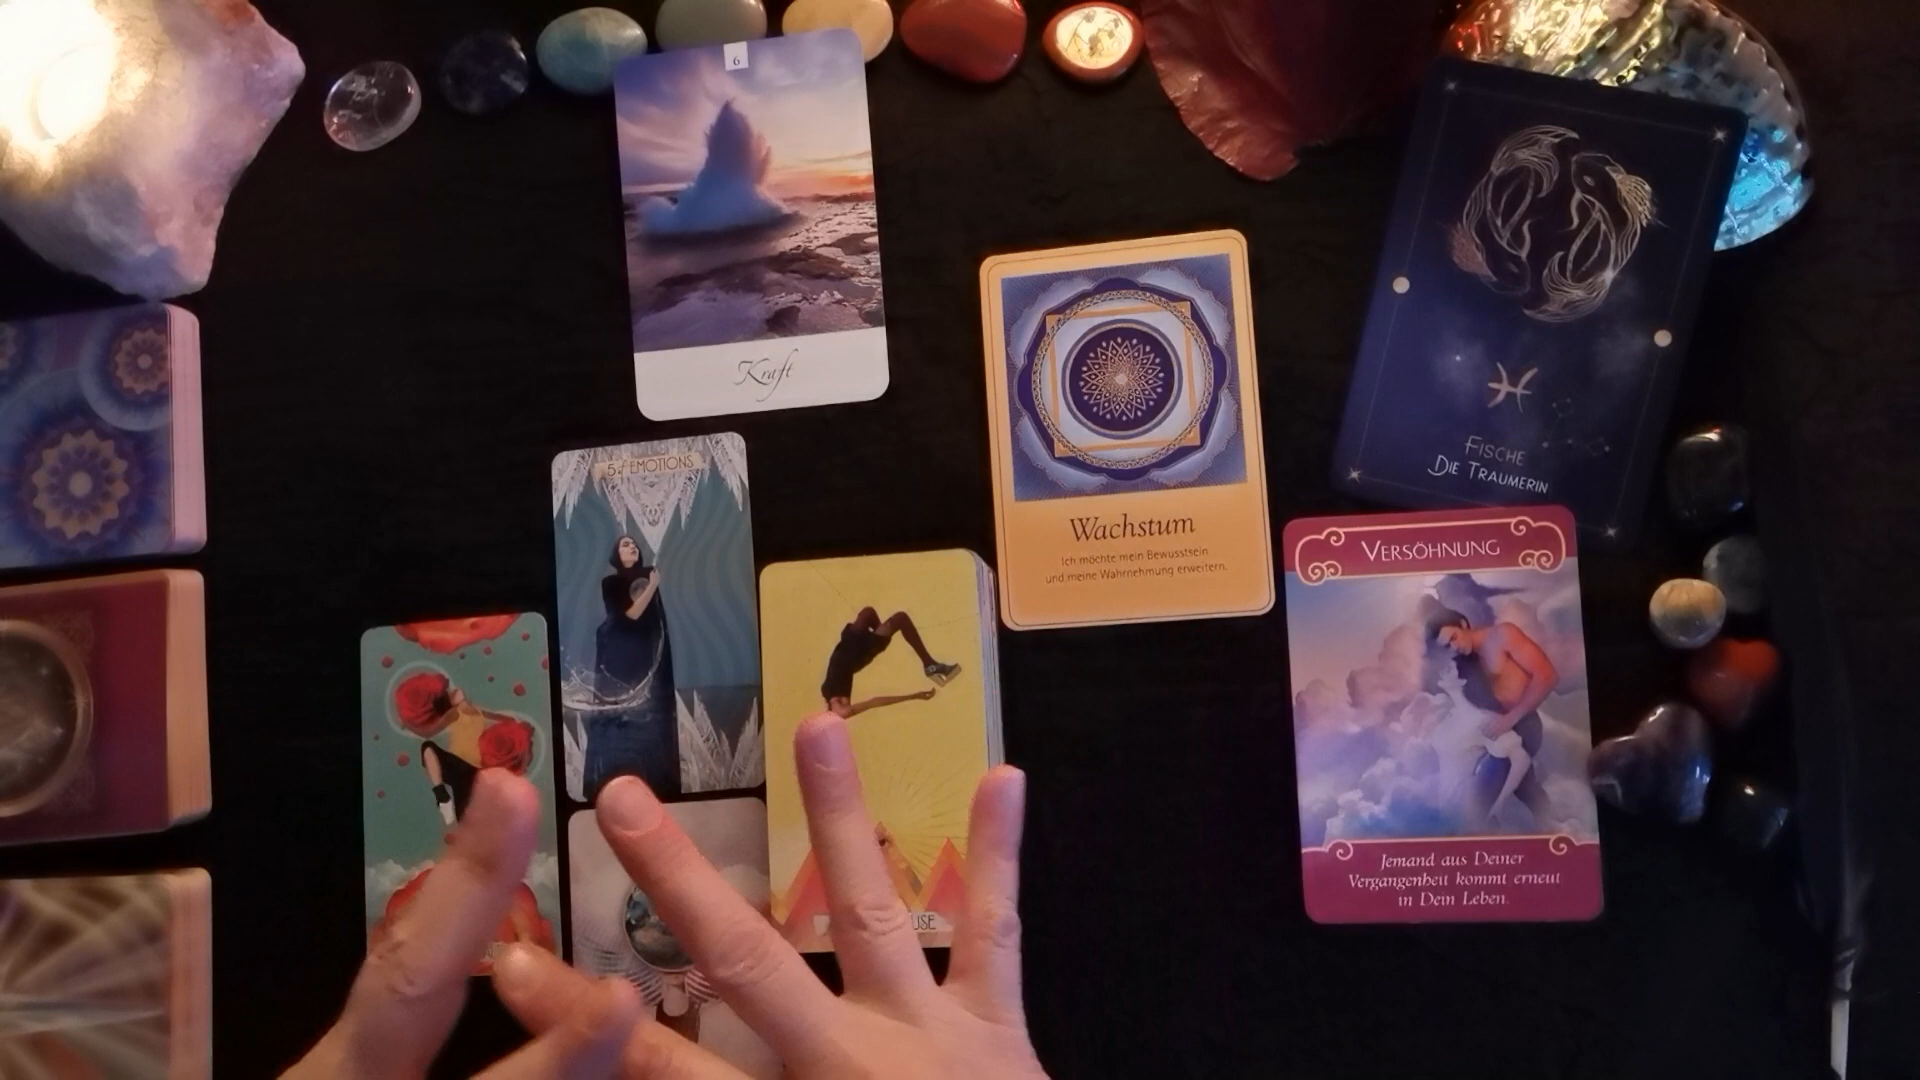 6
Kraft
5 of EMOTIONS
Wachstum
Ich möchte mein Bewusstsein
und meine Wahrnehmung erweitern.
FISCHE
DIE TRÄUMERIN
VERSÖHNUNG
Jemand aus Deiner
Vergangenheit kommt erneut
in Dein Leben.